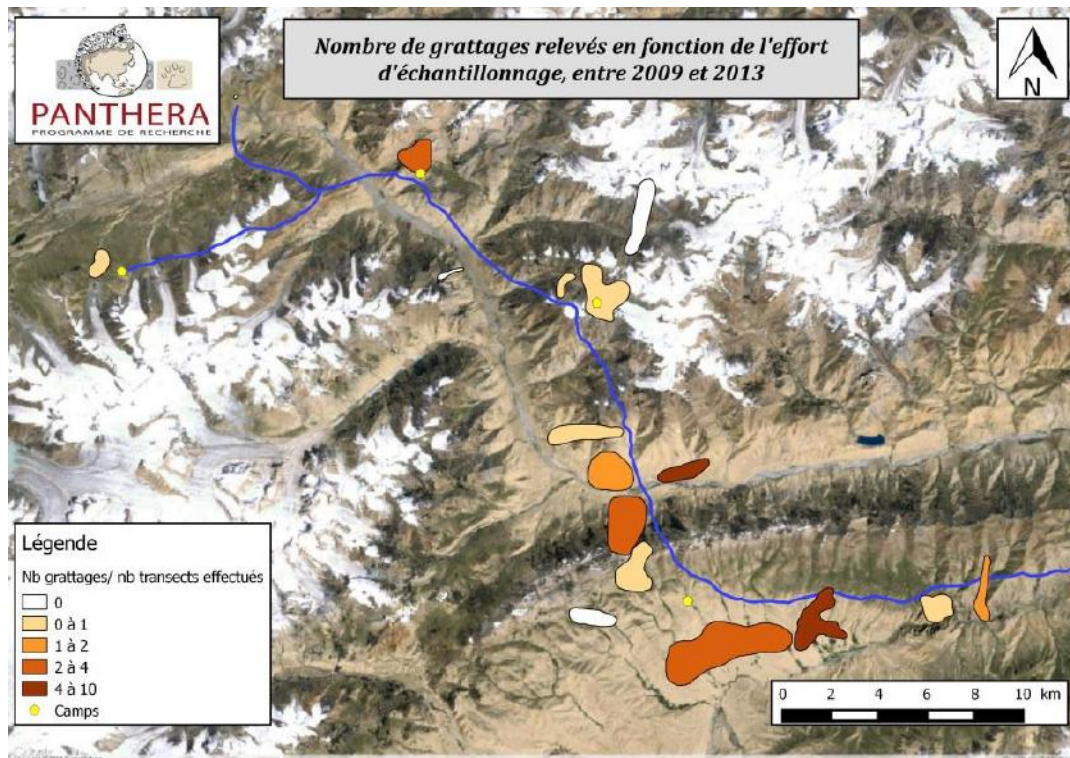 PANTHERA
PROGRAMME DE RECHERCHE
Nombre de grattages relevés en fonction de l'effort
d'échantillonnage, entre 2009 et 2013
N
Légende
Nb grattages/ nb transects effectués
0
0 à 1
1 à 2
2 à 4
4 à 10
Camps
0 2 4 6 8 10 km